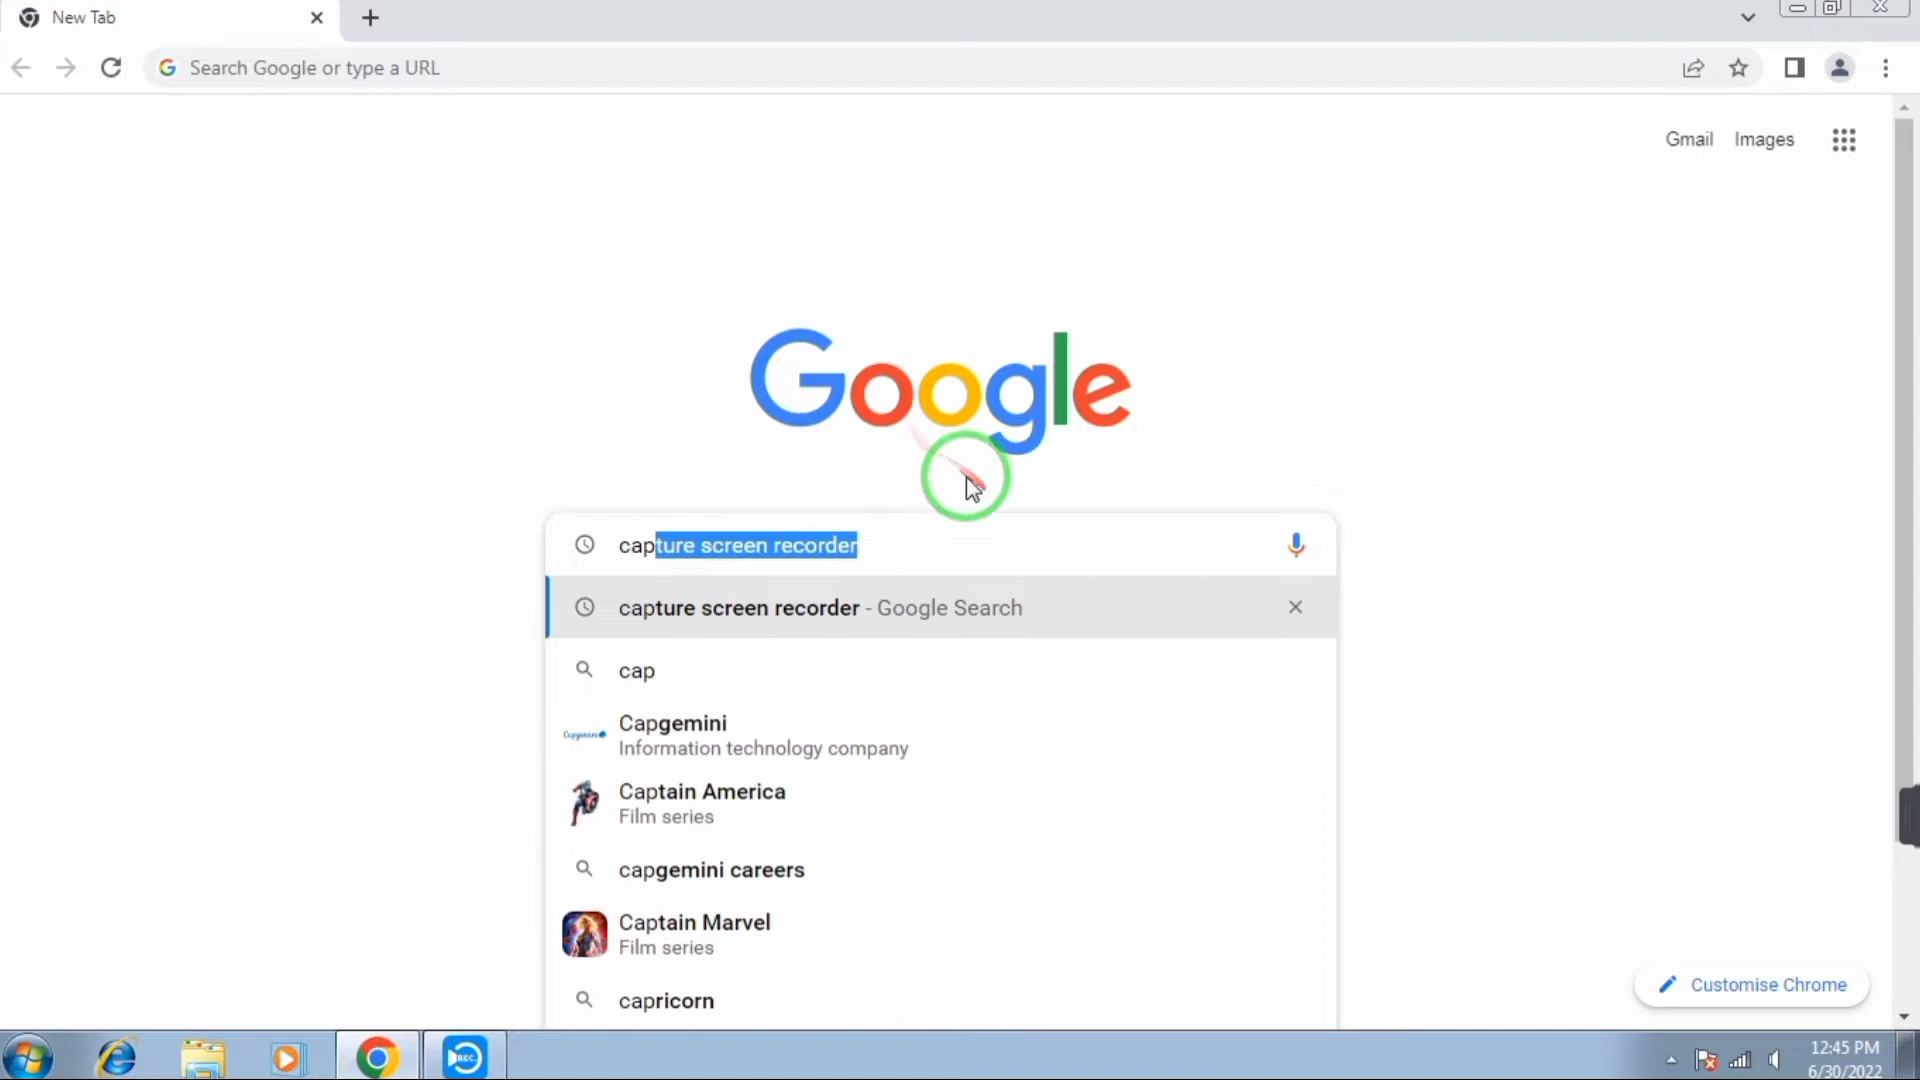 New Tab
Search Google or type a URL
Gmail Images
Google
capture screen recorder
capture screen recorder - Google Search
cap
Capgemini
Information technology company
Captain America
Film series
capgemini careers
Captain Marvel
Film series
capricorn
Customise Chrome
REC
12:45 PM
6/30/2022